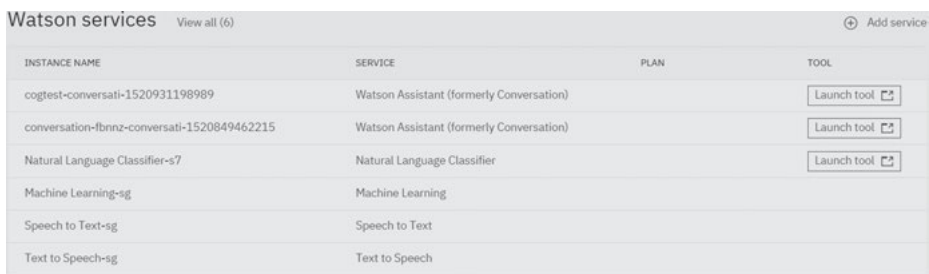 Watson services View all (6) Add service
INSTANCE NAME SERVICE PLAN TOOL
cogtest-conversati-1520931198989 Watson Assistant (formerly Conversation) Launch tool
conversation-fbnnz-conversati-1520849462215 Watson Assistant (formerly Conversation) Launch tool
Natural Language Classifier-s7 Natural Language Classifier Launch tool
Machine Learning-sg Machine Learning
Speech to Text-sg Speech to Text
Text to Speech-sg Text to Speech